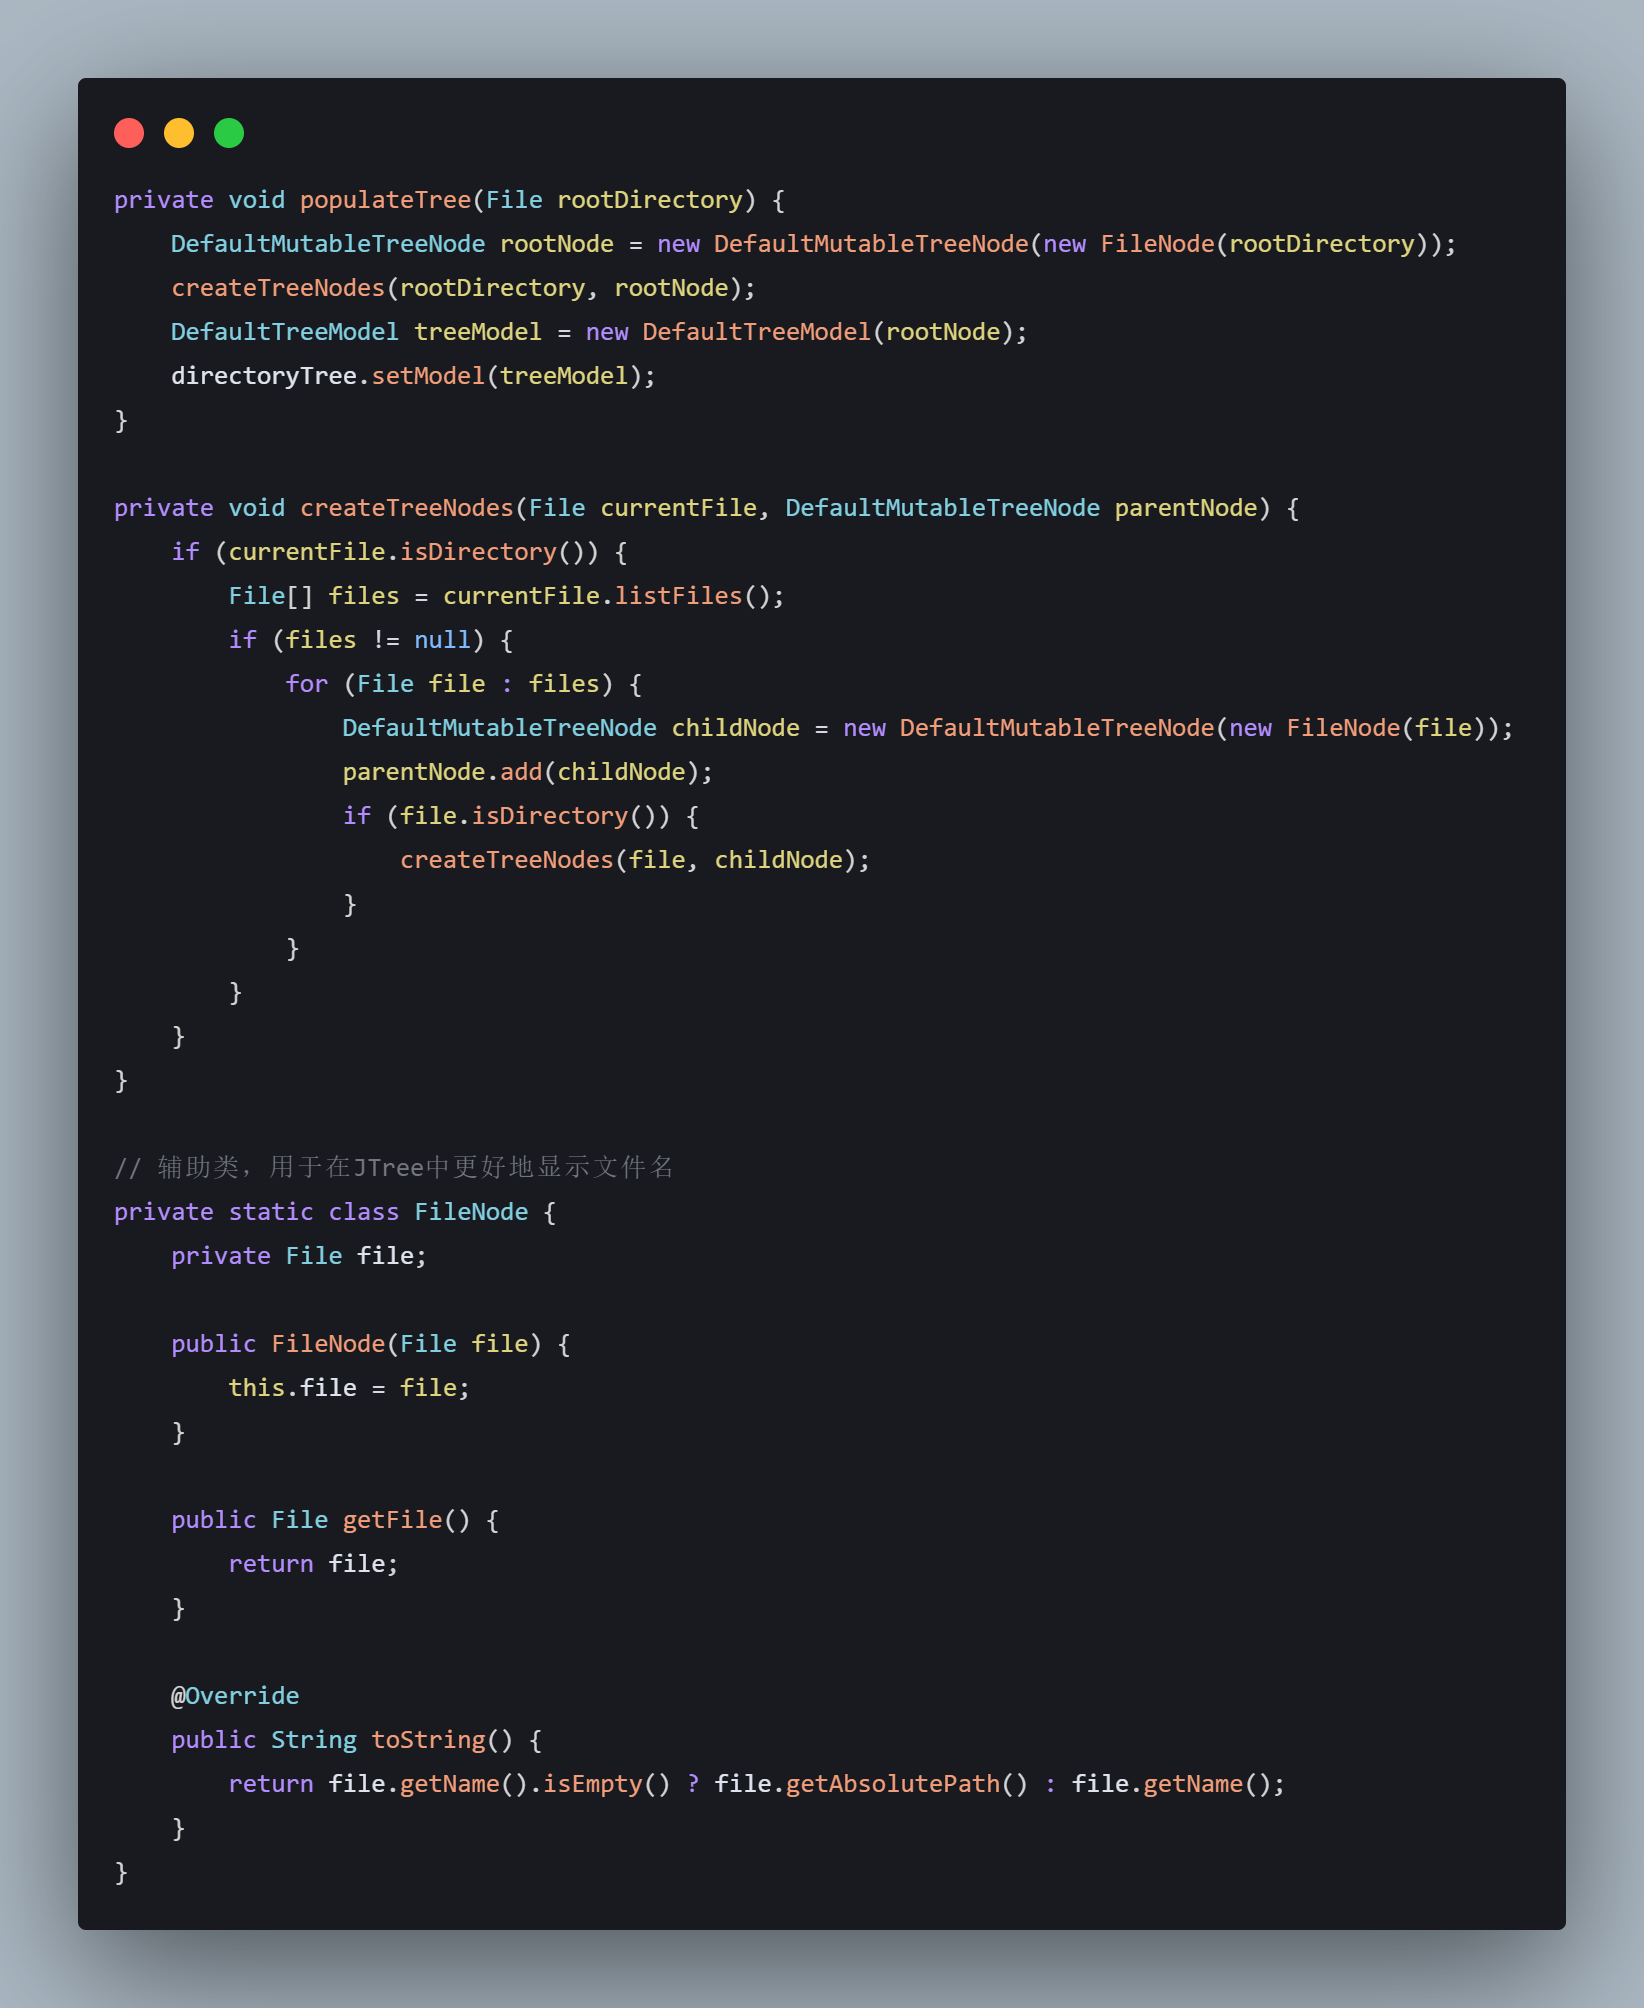 private void populateTree(File rootDirectory) {
    DefaultMutableTreeNode rootNode = new DefaultMutableTreeNode(new FileNode(rootDirectory));
    createTreeNodes(rootDirectory, rootNode);
    DefaultTreeModel treeModel = new DefaultTreeModel(rootNode);
    directoryTree.setModel(treeModel);
}

private void createTreeNodes(File currentFile, DefaultMutableTreeNode parentNode) {
    if (currentFile.isDirectory()) {
        File[] files = currentFile.listFiles();
        if (files != null) {
            for (File file : files) {
                DefaultMutableTreeNode childNode = new DefaultMutableTreeNode(new FileNode(file));
                parentNode.add(childNode);
                if (file.isDirectory()) {
                    createTreeNodes(file, childNode);
                }
            }
        }
    }
}

// 辅助类，用于在JTree中更好地显示文件名
private static class FileNode {
    private File file;

    public FileNode(File file) {
        this.file = file;
    }

    public File getFile() {
        return file;
    }

    @Override
    public String toString() {
        return file.getName().isEmpty() ? file.getAbsolutePath() : file.getName();
    }
}